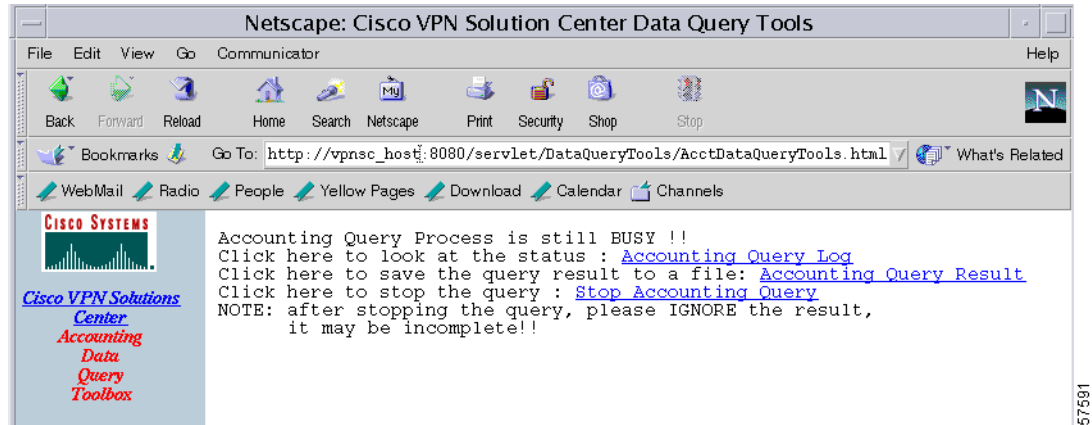 Netscape: Cisco VPN Solution Center Data Query Tools
File Edit View Go Communicator Help
Back Forward Reload Home Search Netscape Print Security Shop Stop
My
N
Bookmarks Go To: http://vpnsc_host:8080/servlet/DataQueryTools/AcctDataQueryTools.html What's Related
WebMail Radio People Yellow Pages Download Calendar Channels
CISCO SYSTEMS
Cisco VPN Solutions
Center
Accounting
Data
Query
Toolbox
Accounting Query Process is still BUSY !!
Click here to look at the status : Accounting Query Log
Click here to save the query result to a file: Accounting Query Result
Click here to stop the query : Stop Accounting Query
NOTE: after stopping the query, please IGNORE the result,
it may be incomplete!!
57591